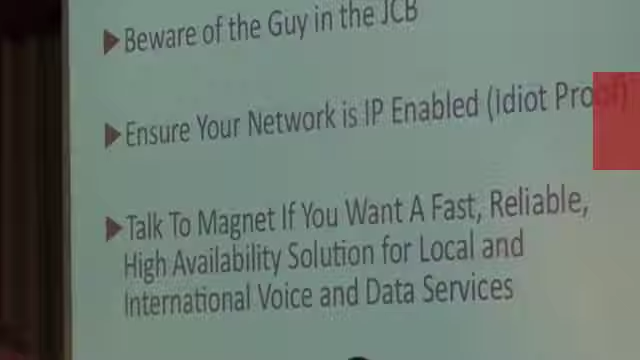 Beware of the Guy in the JCB
Ensure Your Network is IP Enabled (Idiot Proof)
Talk To Magnet If You Want A Fast, Reliable,
High Availability Solution for Local and
International Voice and Data Services